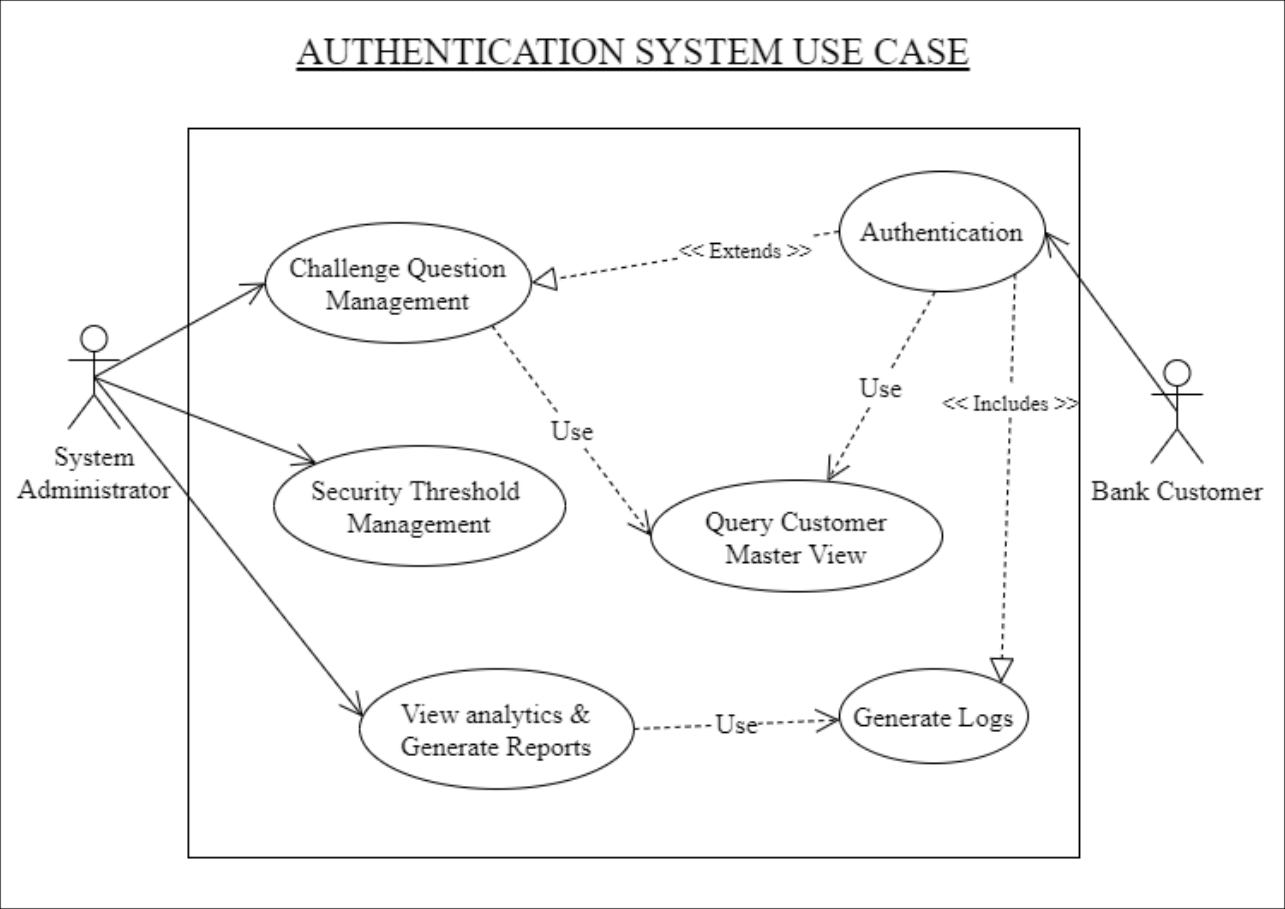 AUTHENTICATION SYSTEM USE CASE
Authentication
<< Extends >>
Challenge Question
Management
Use
<< Includes >>
Use
System
Administrator
Security Threshold
Management
Bank Customer
Query Customer
Master View
View analytics &
Generate Reports
Use
Generate Logs